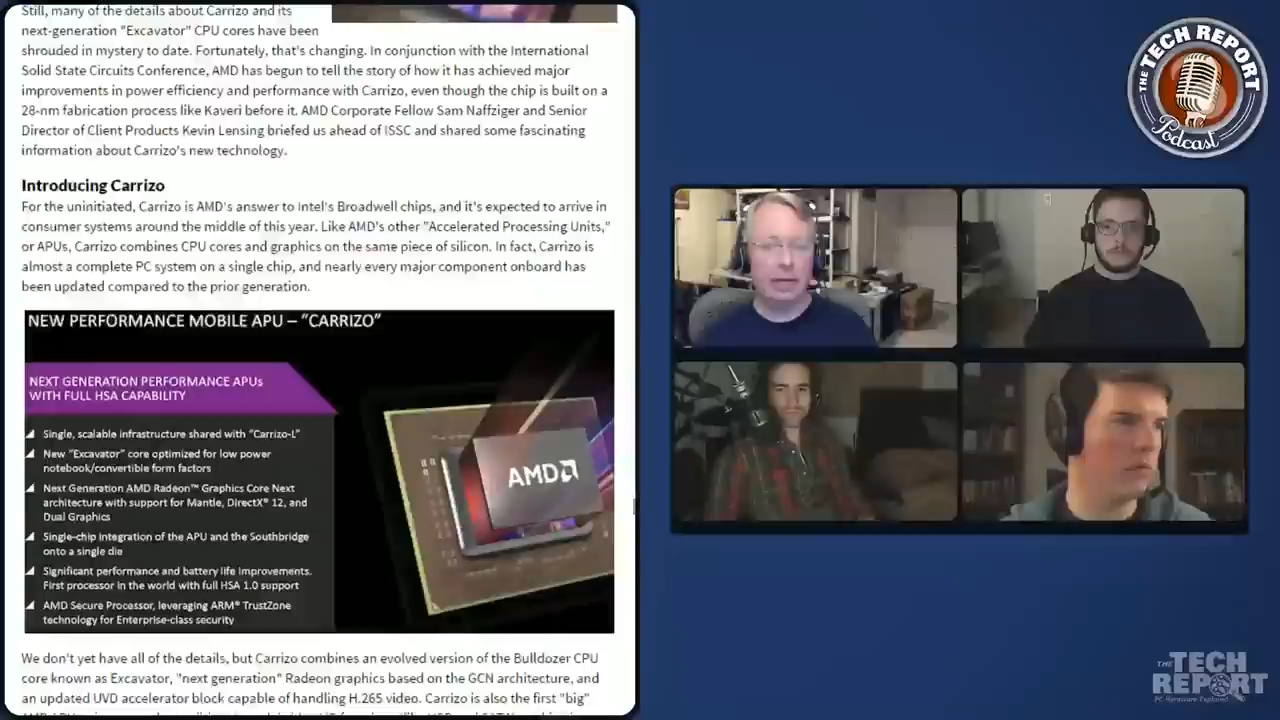 Still, many of the details about Carrizo and its
next-generation "Excavator" CPU cores have been
shrouded in mystery to date. Fortunately, that's changing. In conjunction with the International
Solid State Circuits Conference, AMD has begun to tell the story of how it has achieved major
improvements in power efficiency and performance with Carrizo, even though the chip is built on a
28-nm fabrication process like Kaveri before it. AMD Corporate Fellow Sam Naffziger and Senior
Director of Client Products Kevin Lensing briefed us ahead of ISSC and shared some fascinating
information about Carrizo's new technology.
Introducing Carrizo
For the uninitiated, Carrizo is AMD's answer to Intel's Broadwell chips, and it's expected to arrive in
consumer systems around the middle of this year. Like AMD's other "Accelerated Processing Units,"
or APUs, Carrizo combines CPU cores and graphics on the same piece of silicon. In fact, Carrizo is
almost a complete PC system on a single chip, and nearly every major component onboard has
been updated compared to the prior generation.
NEW PERFORMANCE MOBILE APU – "CARRIZO"
NEXT GENERATION PERFORMANCE APUs
WITH FULL HSA CAPABILITY
Single, scalable infrastructure shared with "Carrizo-L"
New "Excavator" core optimized for low power
notebook/convertible form factors
Next Generation AMD Radeon™ Graphics Core Next
architecture with support for Mantle, DirectX® 12, and
Dual Graphics
Single-chip integration of the APU and the Southbridge
onto a single die
Significant performance and battery life improvements.
First processor in the world with full HSA 1.0 support
AMD Secure Processor, leveraging ARM® TrustZone
technology for Enterprise-class security
AMD
We don't yet have all of the details, but Carrizo combines an evolved version of the Bulldozer CPU
core known as Excavator, "next generation" Radeon graphics based on the GCN architecture, and
an updated UVD accelerator block capable of handling H.265 video. Carrizo is also the first "big"
THE TECH REPORT
Podcast
THE
TECH
REPORT
PC Hardware Explored